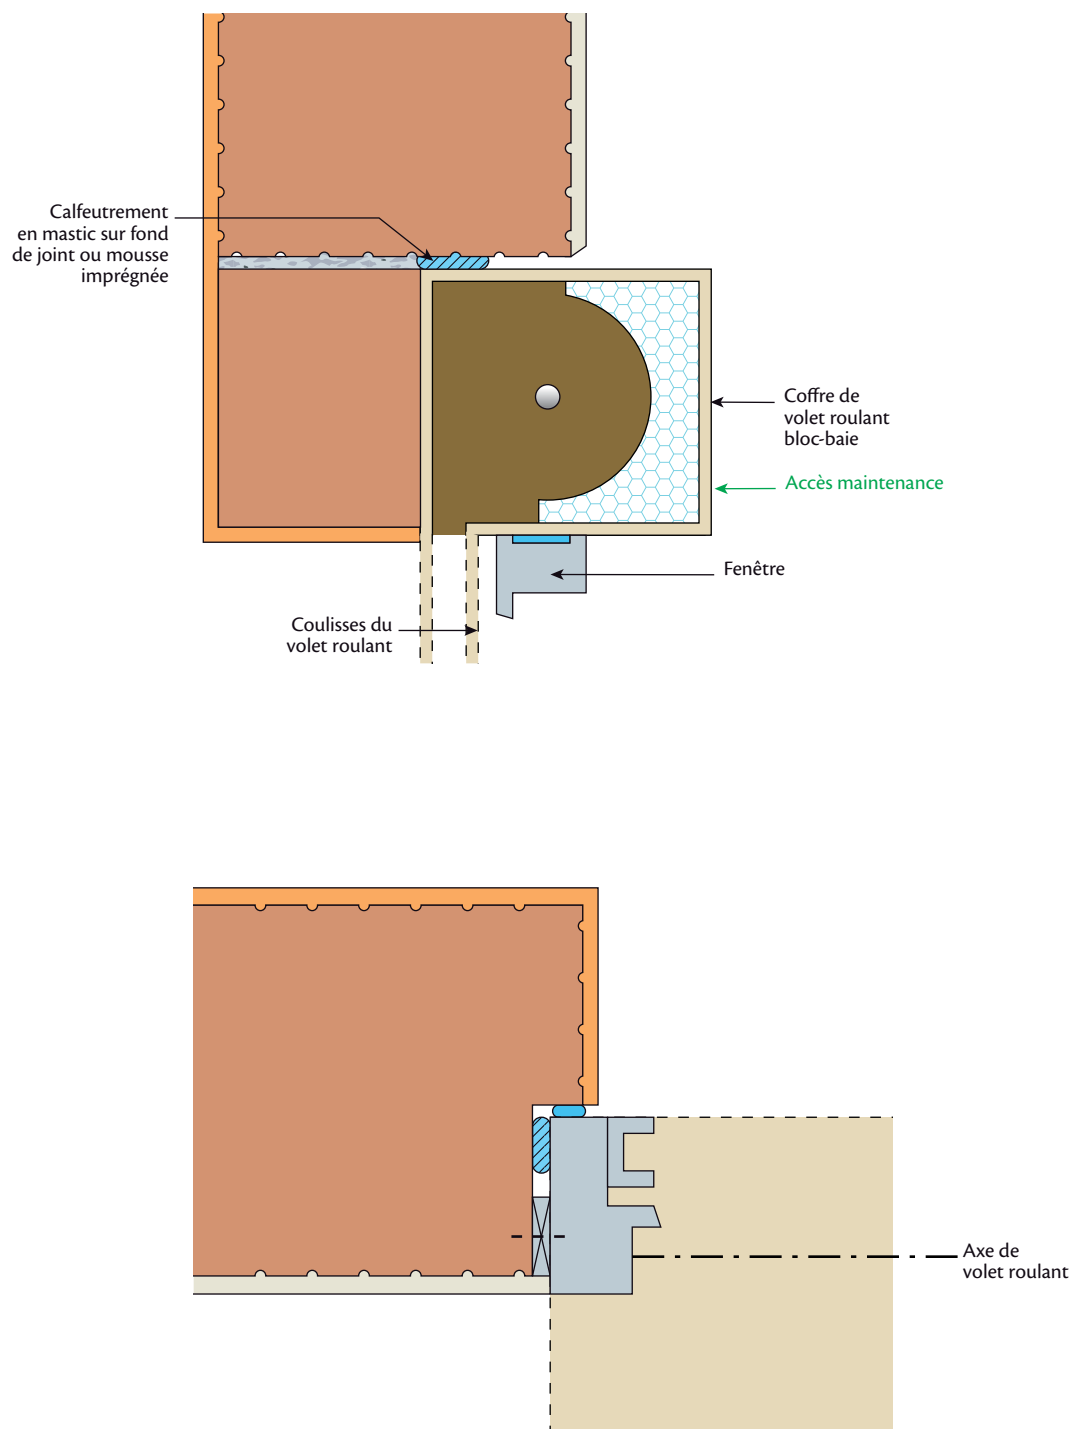 Calfeutrement
en mastic sur fond
de joint ou mousse
imprégnée
Coffre de
volet roulant
bloc-baie
Accès maintenance
Fenêtre
Coulisses du
volet roulant
Axe de
volet roulant